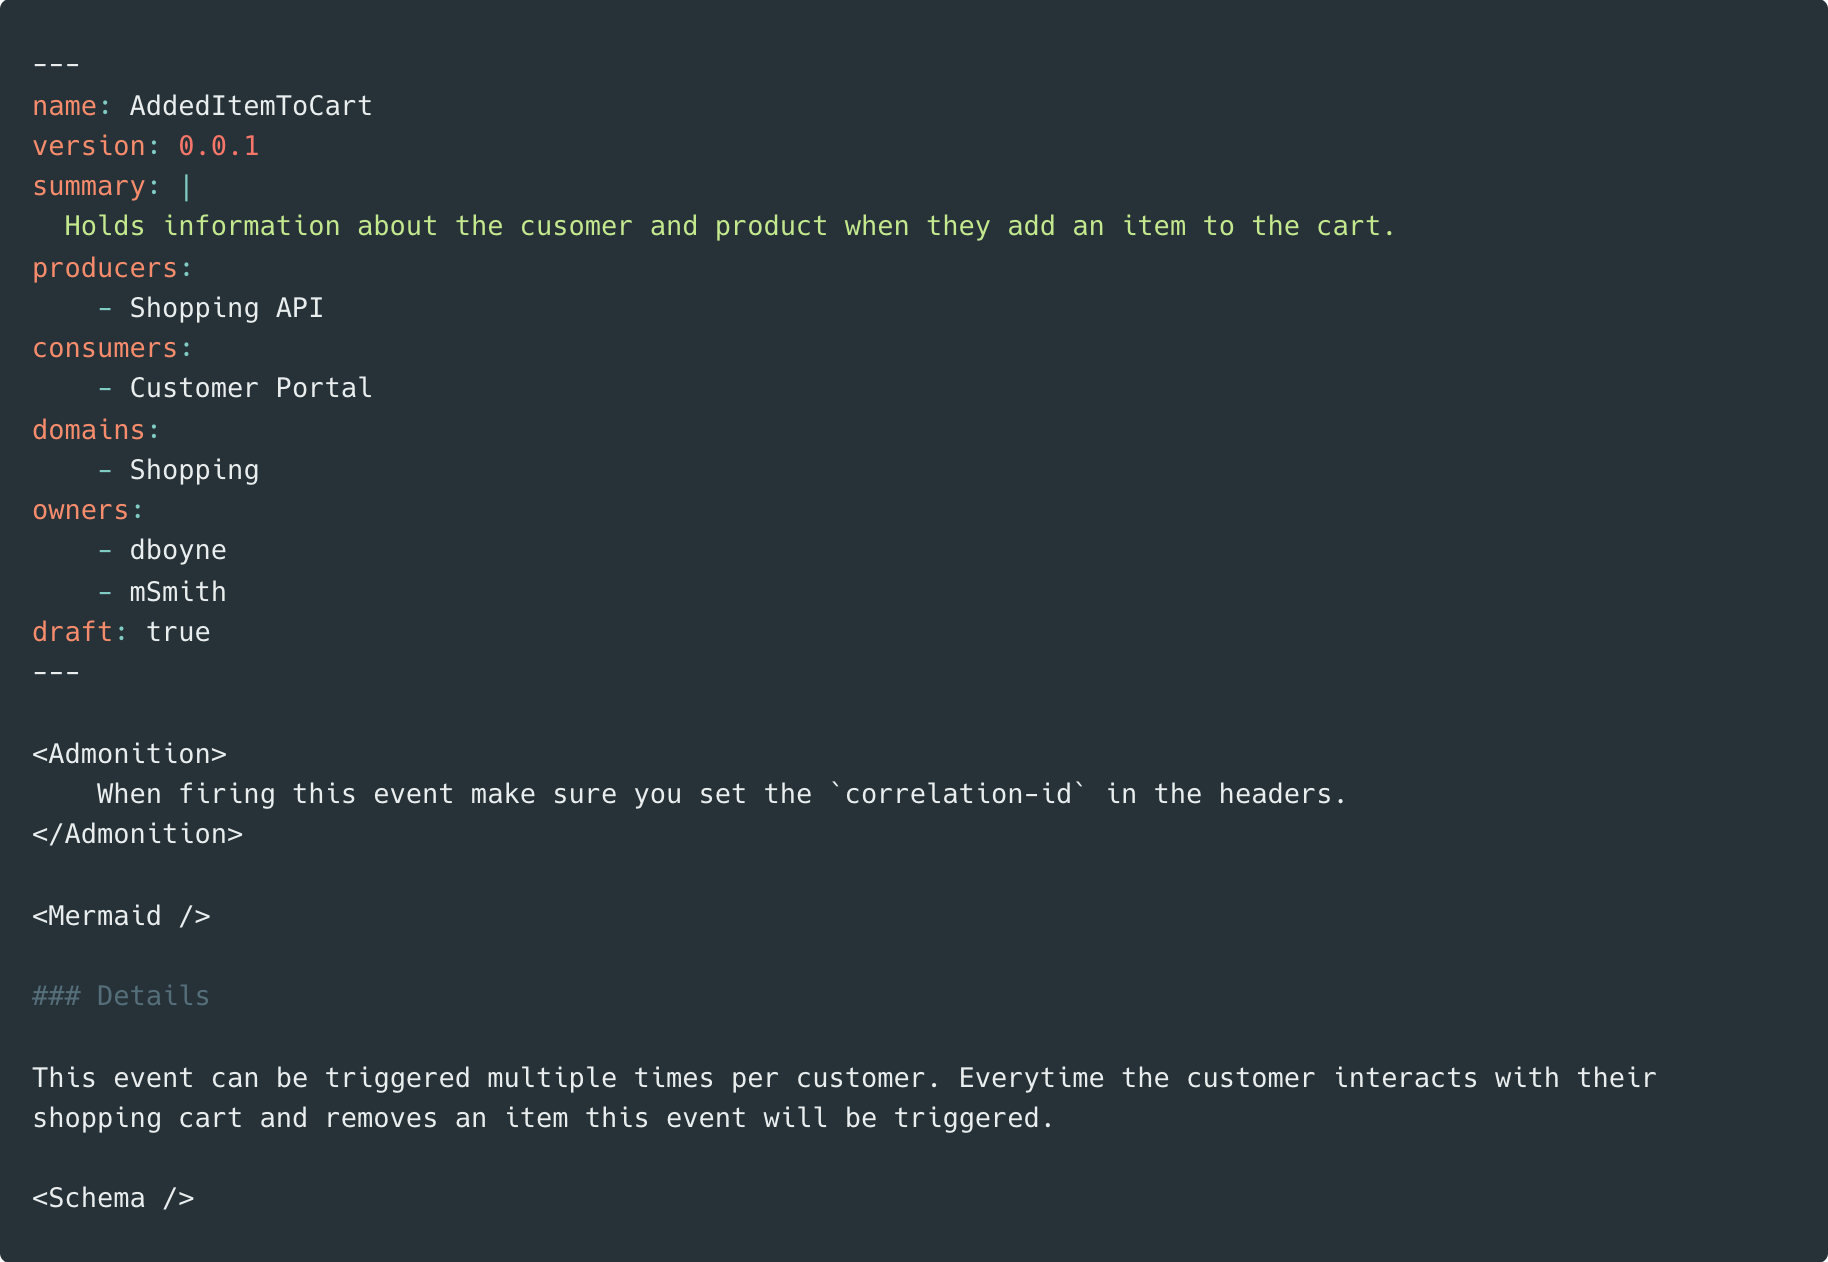 ---
name: AddedItemToCart
version: 0.0.1
summary: |
  Holds information about the cusomer and product when they add an item to the cart.
producers:
    - Shopping API
consumers:
    - Customer Portal
domains:
    - Shopping
owners:
    - dboyne
    - mSmith
draft: true
---

<Admonition>
    When firing this event make sure you set the `correlation-id` in the headers.
</Admonition>

<Mermaid />

### Details

This event can be triggered multiple times per customer. Everytime the customer interacts with their
shopping cart and removes an item this event will be triggered.

<Schema />